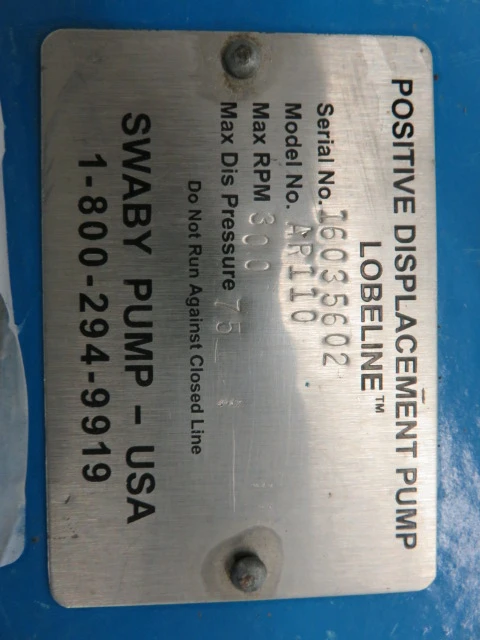 POSITIVE DISPLACEMENT PUMP
LOBELINE™
Serial No. 16035602
Model No. AR110
Max RPM 300
Max Dis Pressure 75
Do Not Run Against Closed Line
SWABY PUMP – USA
1-800-294-9919